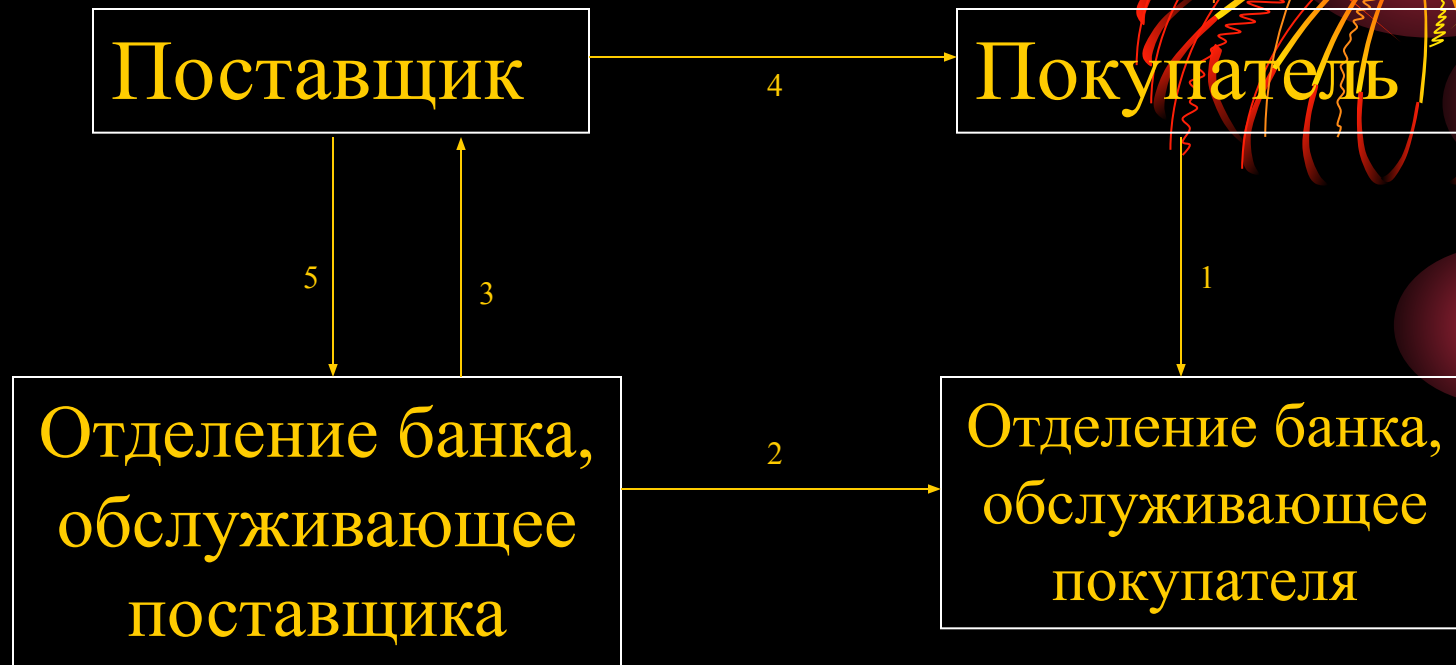 Поставщик
Покупатель
4
5
3
1
Отделение банка,
обслуживающее
поставщика
2
Отделение банка,
обслуживающее
покупателя